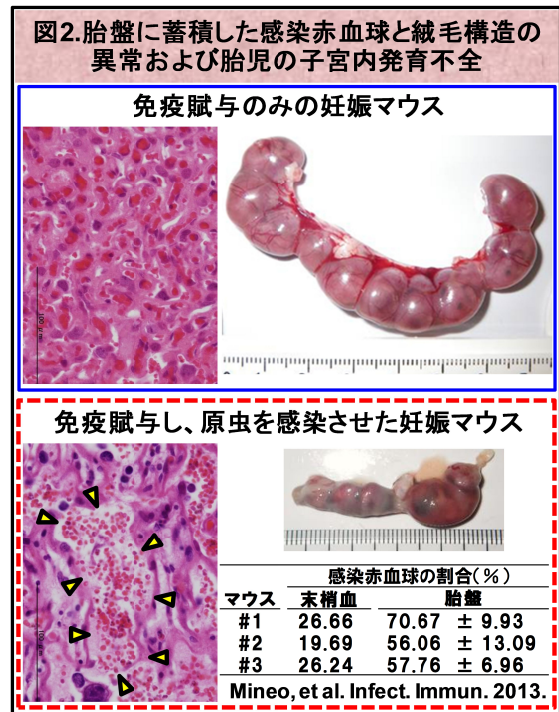 図2.胎盤に蓄積した感染赤血球と絨毛構造の
異常および胎児の子宮内発育不全
免疫賦与のみの妊娠マウス
100 μm
免疫賦与し、原虫を感染させた妊娠マウス
100 μm
感染赤血球の割合(%)
マウス 末梢血 胎盤
#1 26.66 70.67 ± 9.93
#2 19.69 56.06 ± 13.09
#3 26.24 57.76 ± 6.96
Mineo, et al. Infect. Immun. 2013.